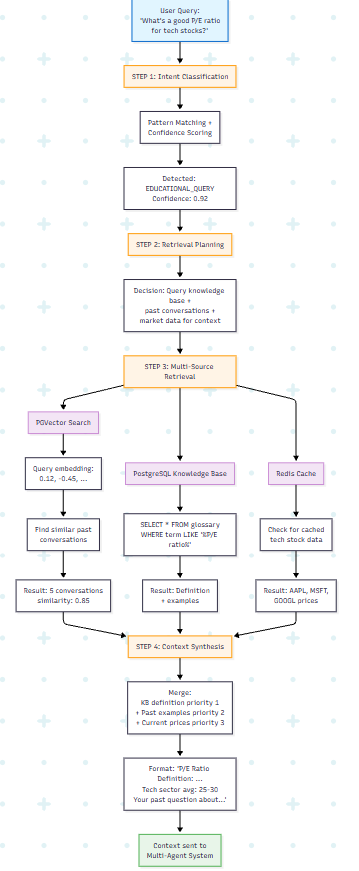 User Query:
'What's a good P/E ratio
for tech stocks?'
STEP 1: Intent Classification
Pattern Matching +
Confidence Scoring
Detected:
EDUCATIONAL_QUERY
Confidence: 0.92
STEP 2: Retrieval Planning
Decision: Query knowledge
base +
past conversations +
market data for context
STEP 3: Multi-Source
Retrieval
PGVector Search
Query embedding:
0.12, -0.45, ...
Find similar past
conversations
Result: 5 conversations
similarity: 0.85
PostgreSQL Knowledge Base
SELECT * FROM glossary
WHERE term LIKE '%P/E
ratio%'
Result: Definition
+ examples
Redis Cache
Check for cached
tech stock data
Result: AAPL, MSFT,
GOOGL prices
STEP 4: Context Synthesis
Merge:
KB definition priority 1
+ Past examples priority 2
+ Current prices priority 3
Format: 'P/E Ratio
Definition: ...
Tech sector avg: 25-30
Your past question about...'
Context sent to
Multi-Agent System